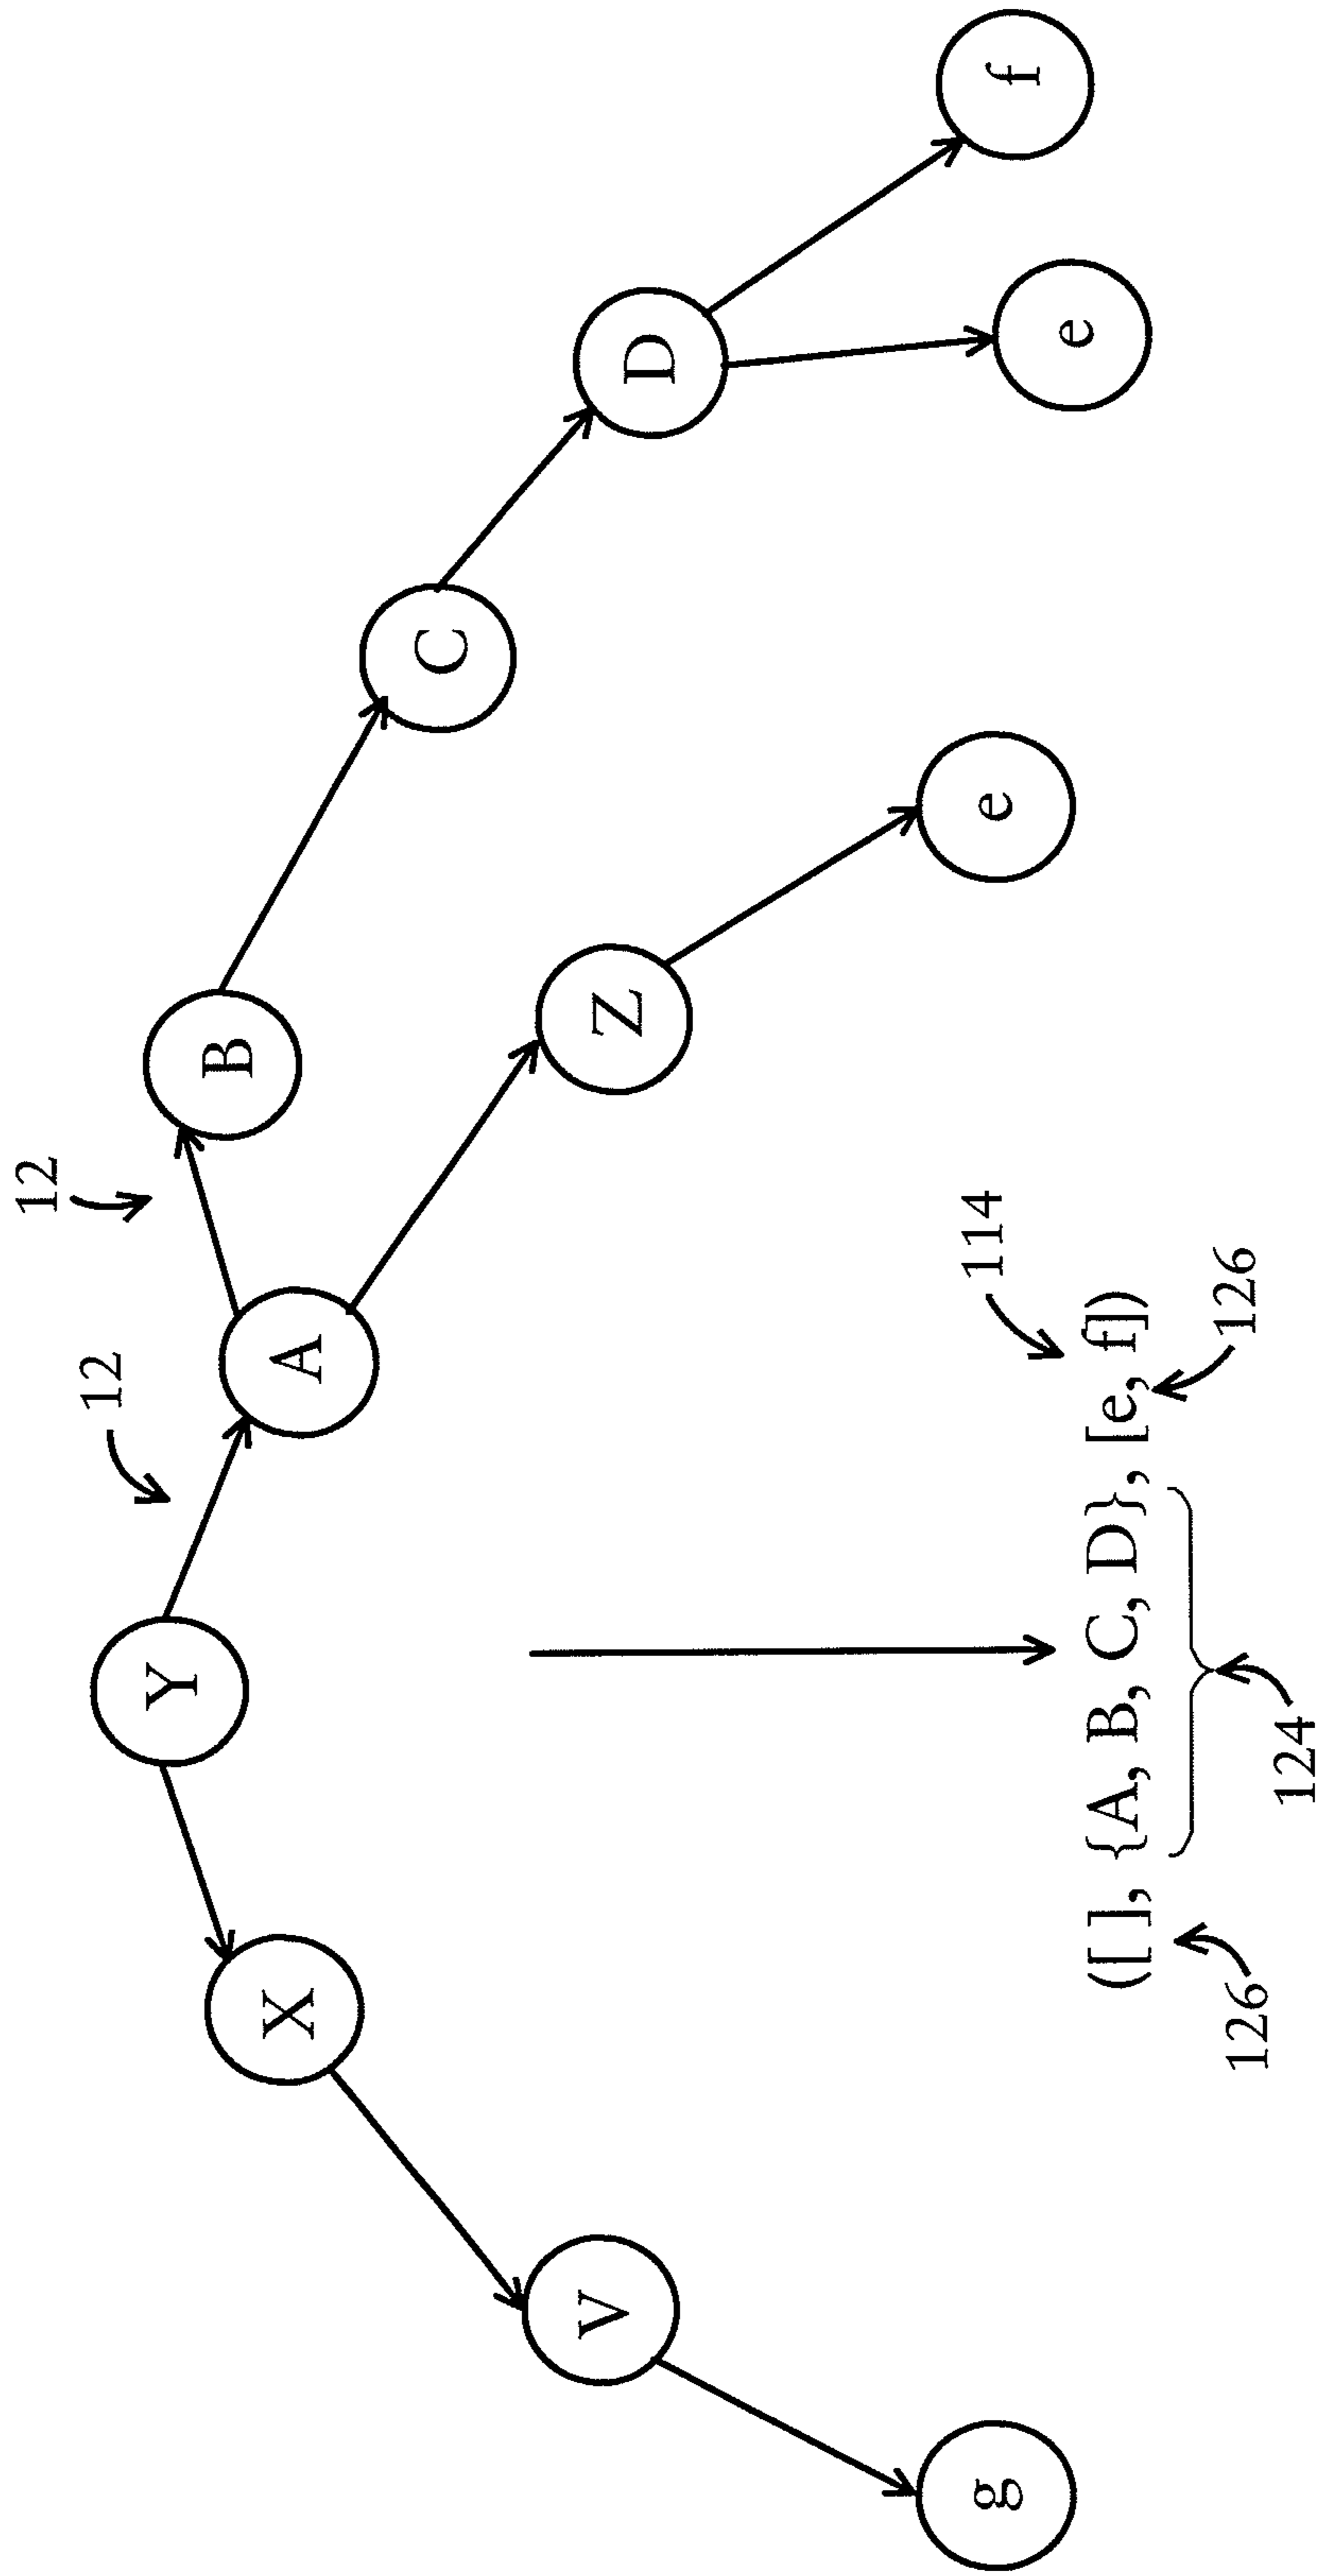 12
12
Y
B
X
A
C
V
Z
D
g
114
e
f
e
([ ], {A, B, C, D}, [e, f])
126
126
124